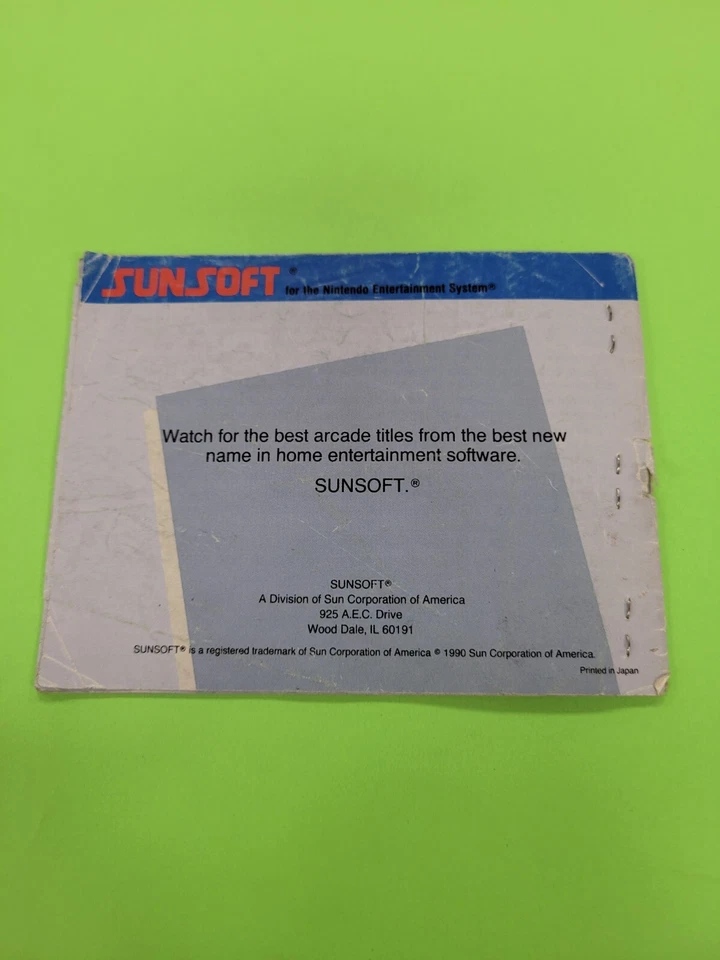 SUNSOFT® for the Nintendo Entertainment System®
Watch for the best arcade titles from the best new
name in home entertainment software.
SUNSOFT.®
SUNSOFT®
A Division of Sun Corporation of America
925 A.E.C. Drive
Wood Dale, IL 60191
SUNSOFT® is a registered trademark of Sun Corporation of America © 1990 Sun Corporation of America.
Printed in Japan